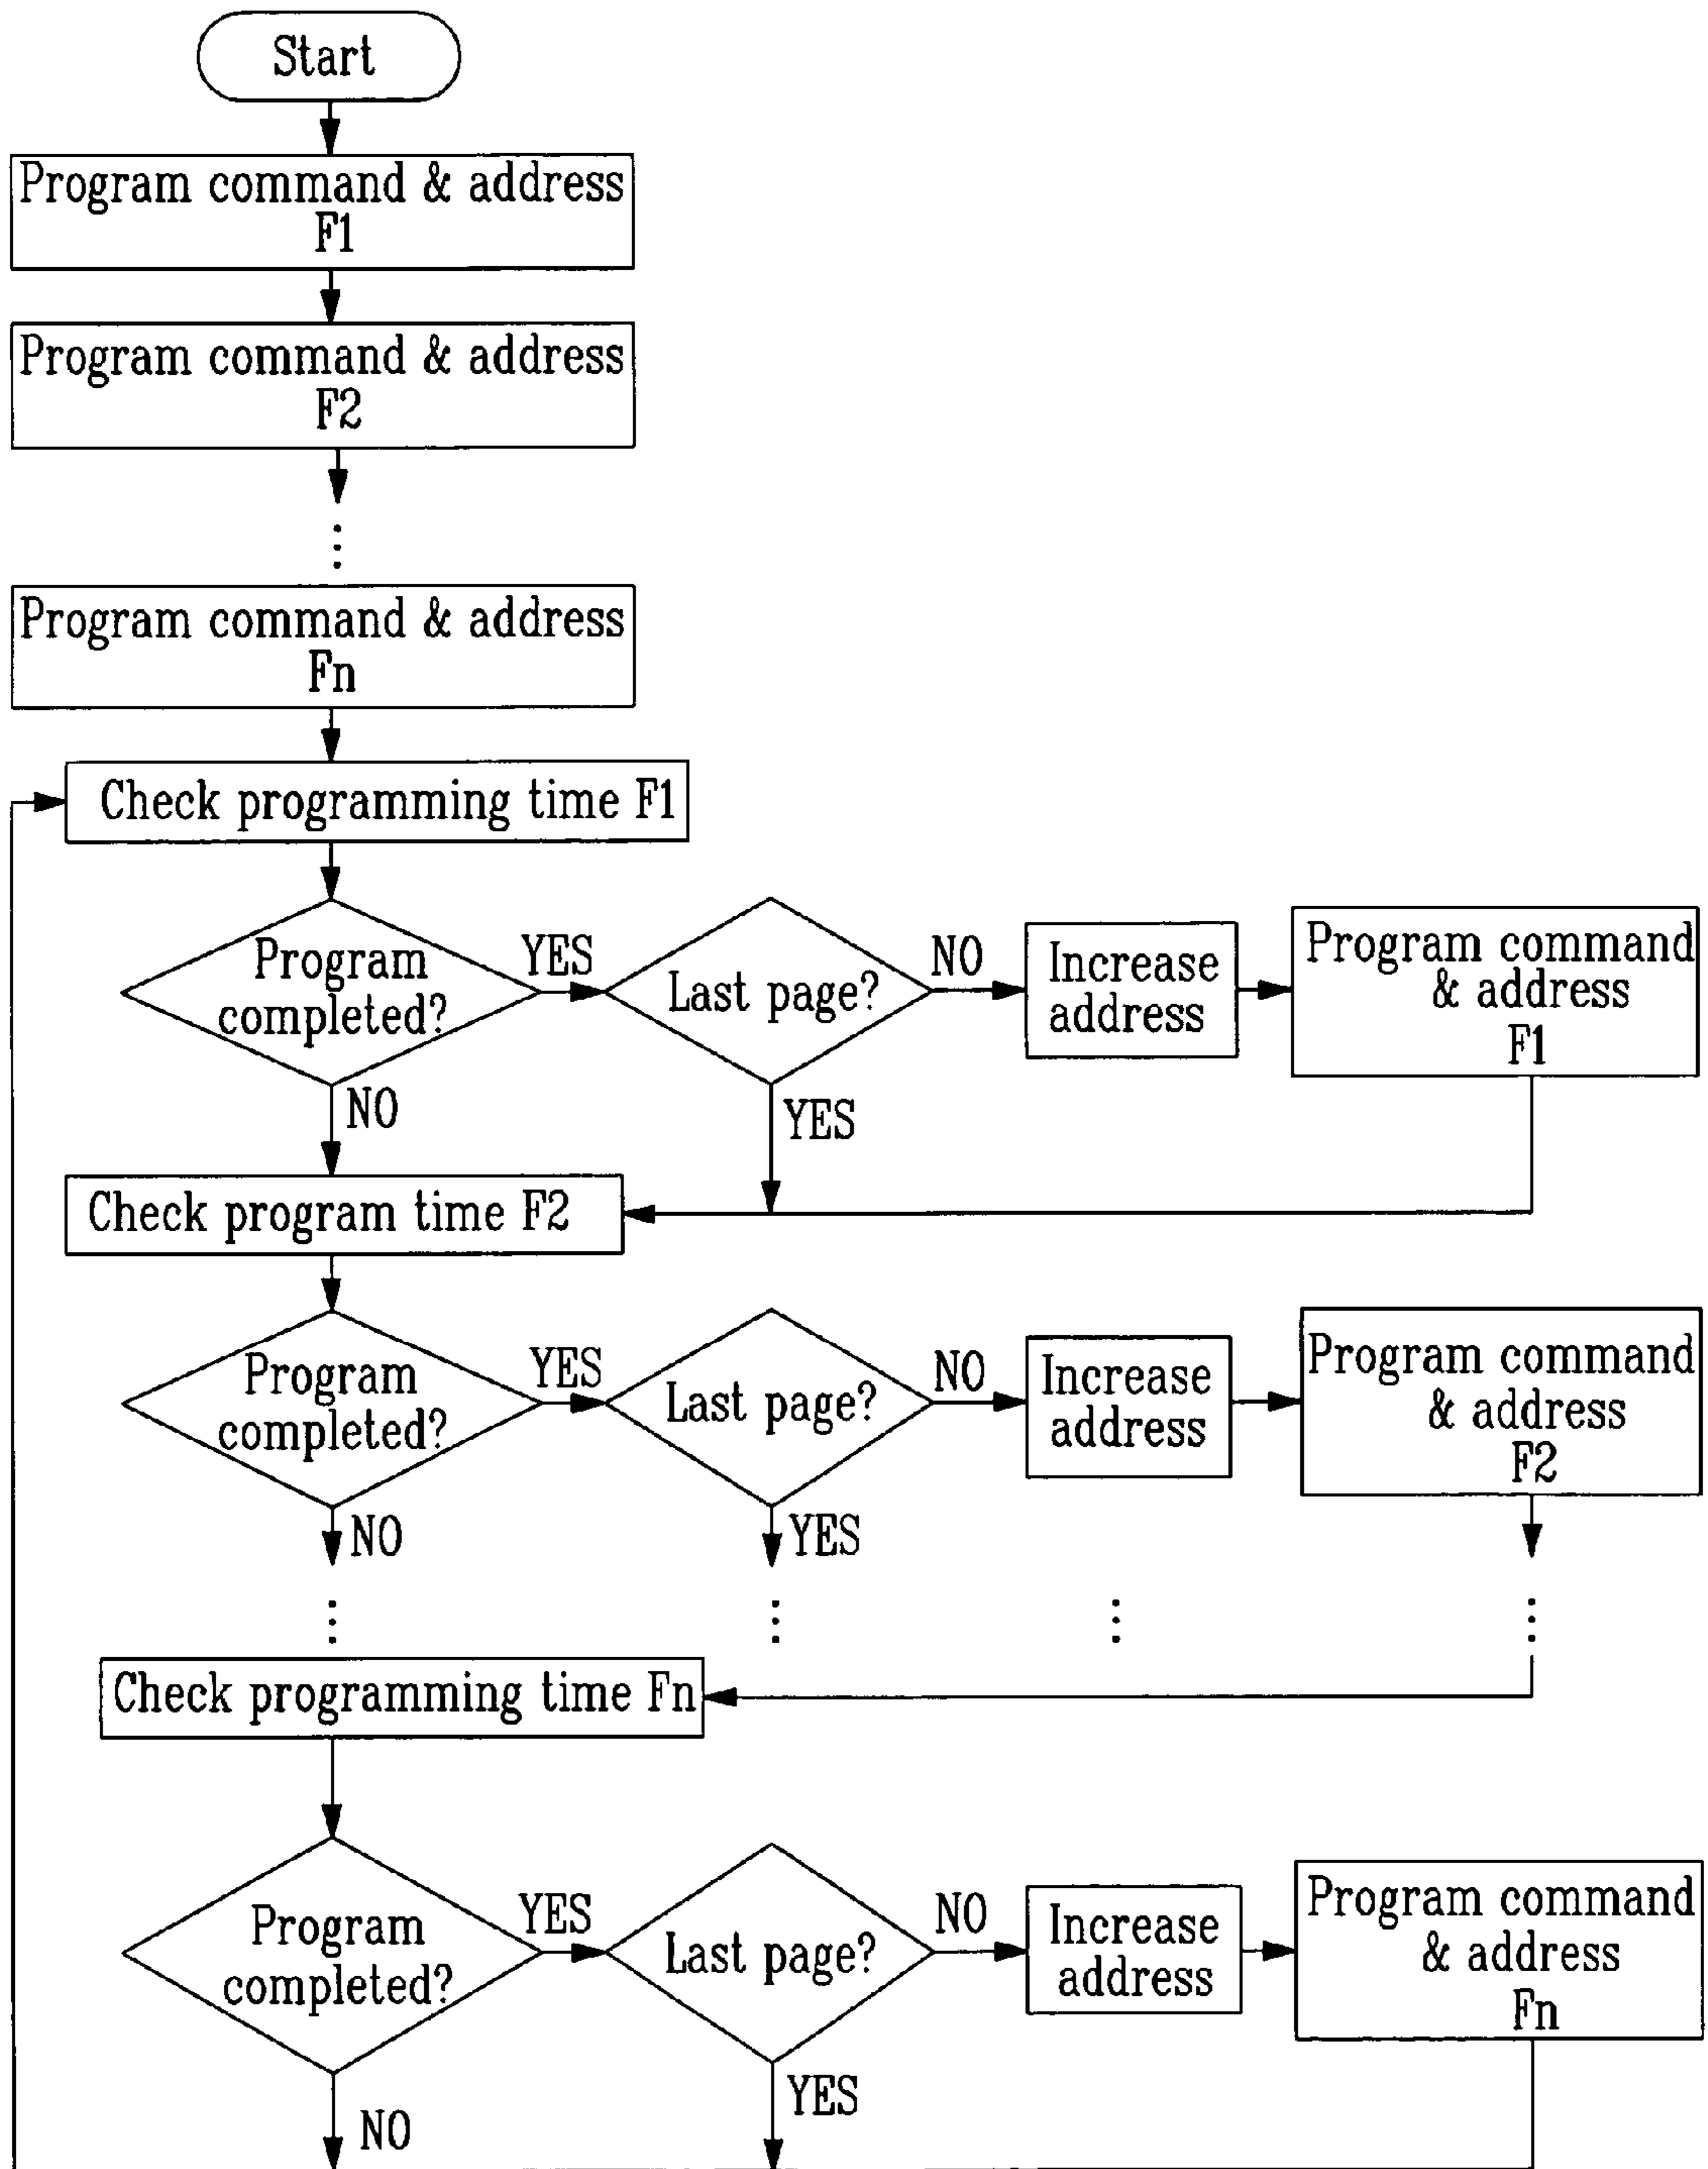 Start
Program command & address
F1
Program command & address
F2
Program command & address
Fn
Check programming time F1
Program
completed?
YES
Last page?
NO
Increase
address
Program command
& address
F1
NO
YES
Check program time F2
Program
completed?
YES
Last page?
NO
Increase
address
Program command
& address
F2
NO
YES
Check programming time Fn
Program
completed?
YES
Last page?
NO
Increase
address
Program command
& address
Fn
NO
YES